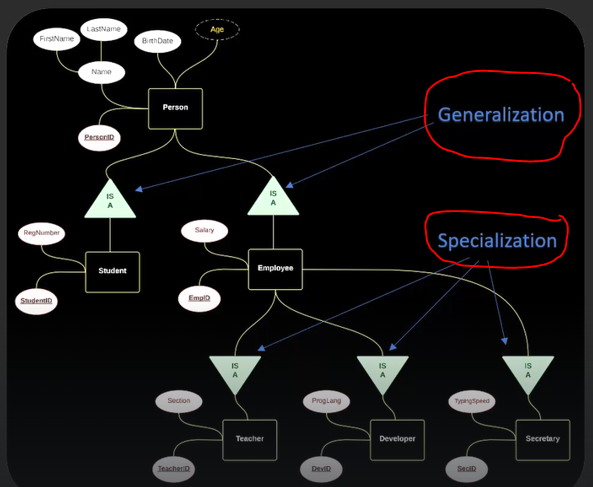 LastName
FirstName
BirthDate
Age
Name
Person
PersonID
Generalization
IS
A
IS
A
RegNumber
Salary
Specialization
Student
Employee
StudentID
EmpID
IS
A
IS
A
IS
A
Section
ProgLang
TypingSpeed
Teacher
Developer
Secretary
TeacherID
DevID
SecID